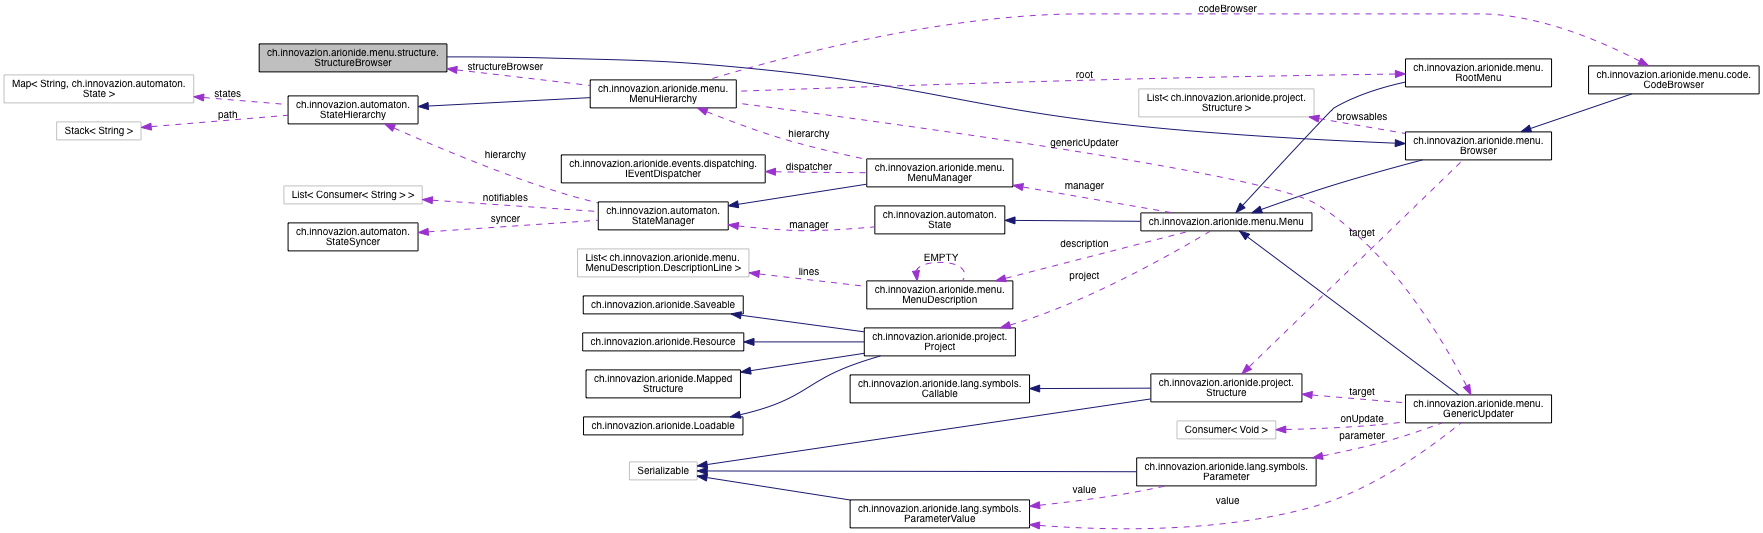 codeBrowser
ch.innovazion.arionide.menu.structure.
StructureBrowser
structureBrowser
root
ch.innovazion.arionide.menu.
RootMenu
ch.innovazion.arionide.menu.code.
CodeBrowser
Map< String, ch.innovazion.automaton.
State >
states
ch.innovazion.automaton.
StateHierarchy
ch.innovazion.arionide.menu.
MenuHierarchy
List< ch.innovazion.arionide.project.
Structure >
browsables
path
Stack< String >
hierarchy
genericUpdater
ch.innovazion.arionide.menu.
Browser
hierarchy
ch.innovazion.arionide.events.dispatching.
IEventDispatcher
dispatcher
ch.innovazion.arionide.menu.
MenuManager
manager
List< Consumer< String > >
notifiables
ch.innovazion.automaton.
StateManager
manager
ch.innovazion.automaton.
State
ch.innovazion.arionide.menu.Menu
syncer
ch.innovazion.automaton.
StateSyncer
target
description
List< ch.innovazion.arionide.menu.
MenuDescription.DescriptionLine >
lines
EMPTY
project
ch.innovazion.arionide.menu.
MenuDescription
ch.innovazion.arionide.Saveable
ch.innovazion.arionide.Resource
ch.innovazion.arionide.project.
Project
ch.innovazion.arionide.Mapped
Structure
ch.innovazion.arionide.lang.symbols.
Callable
ch.innovazion.arionide.project.
Structure
target
ch.innovazion.arionide.menu.
GenericUpdater
ch.innovazion.arionide.Loadable
Consumer< Void >
onUpdate
parameter
Serializable
ch.innovazion.arionide.lang.symbols.
Parameter
value
value
ch.innovazion.arionide.lang.symbols.
ParameterValue